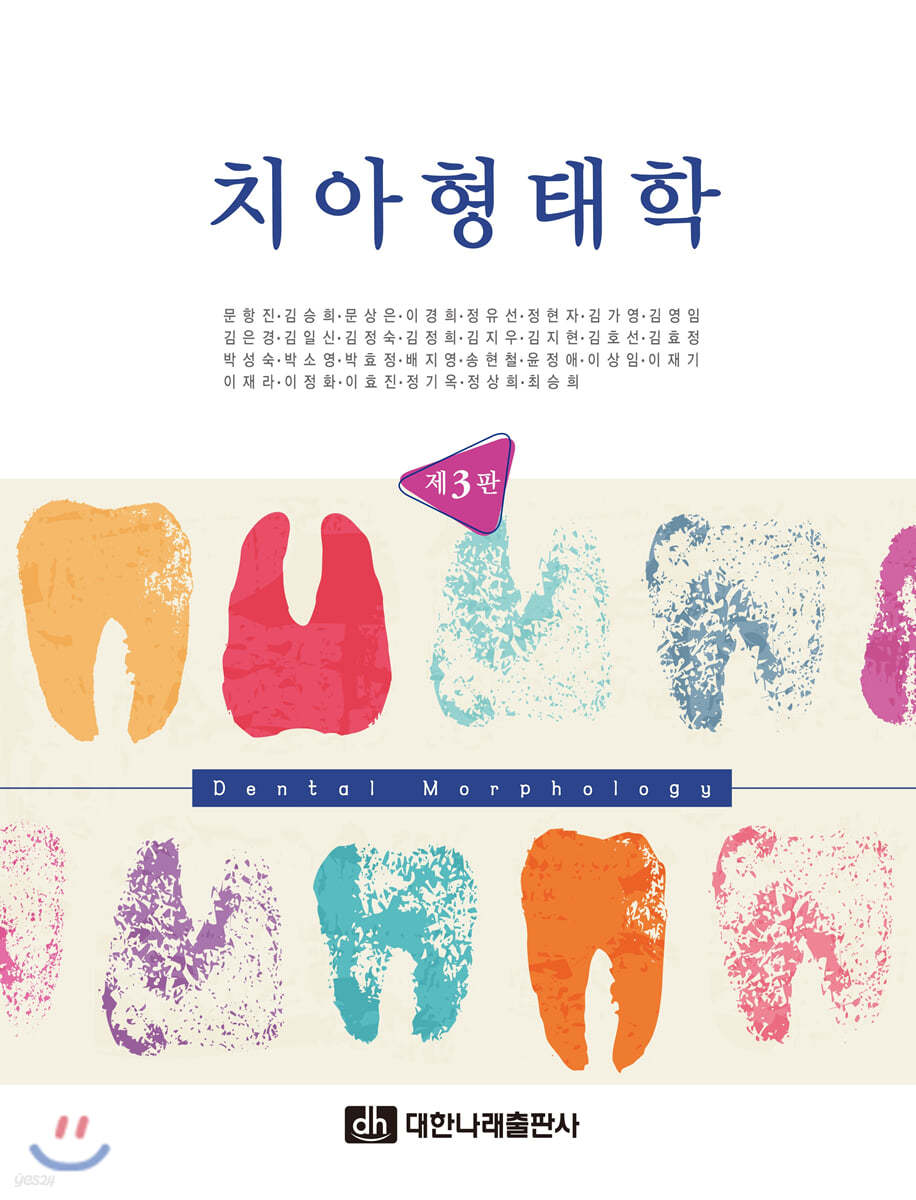 치아형태학
문항진·김승희·문상은·이경희·정유선·정현자·김가영·김영임
김은경·김일신·김정숙·김정희·김지우·김지현·김호선·김효정
박성숙·박소영·박효정·배지영·송현철·윤정애·이상임·이재기
이재라·이정화·이효진·정기옥·정상희·최승희
제3판
Dental Morphology
dh 대한나래출판사
yes24